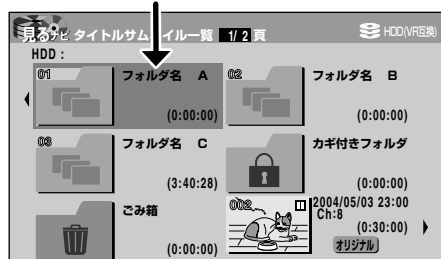 見るナビ タイトルサムネイル一覧 1/ 2 頁 HDD(VR互換)
HDD :
01 フォルダ名 A (0:00:00)
02 フォルダ名 B (0:00:00)
03 フォルダ名 C (3:40:28)
カギ付きフォルダ (0:00:00)
ごみ箱 (0:00:00)
002 2004/05/03 23:00
Ch:8
(0:30:00)
オリジナル